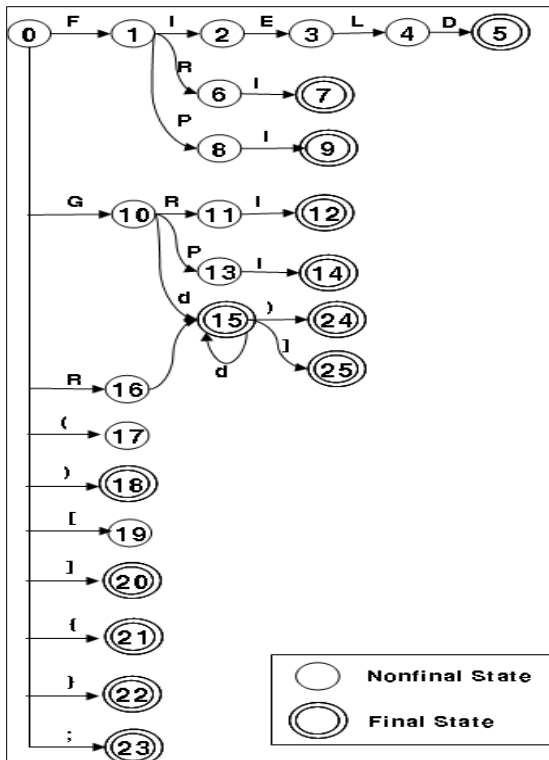 0 F 1 I 2 E 3 L 4 D 5
R 6 I 7
P 8 I 9
G 10 R 11 I 12
P 13 I 14
d 15 ) 24
] 25
d
R 16
( 17
) 18
[ 19
] 20
{ 21
} 22
; 23
Nonfinal State
Final State